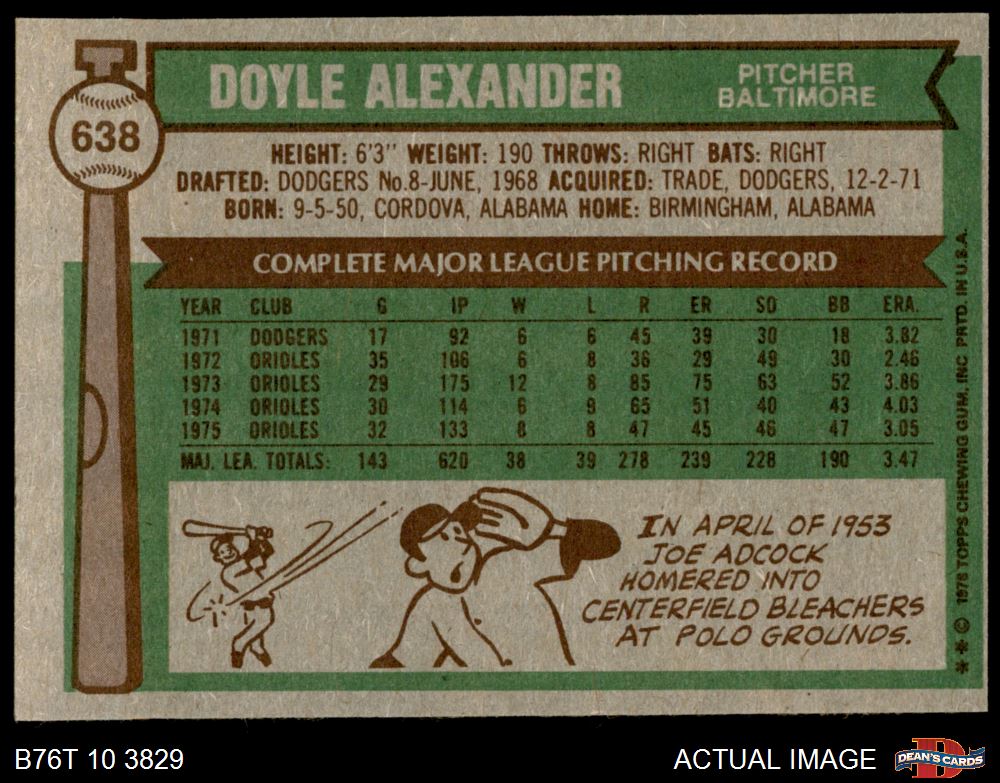 638
DOYLE ALEXANDER
PITCHER
BALTIMORE
HEIGHT: 6'3" WEIGHT: 190 THROWS: RIGHT BATS: RIGHT
DRAFTED: DODGERS No.8-JUNE, 1968 ACQUIRED: TRADE, DODGERS, 12-2-71
BORN: 9-5-50, CORDOVA, ALABAMA HOME: BIRMINGHAM, ALABAMA
COMPLETE MAJOR LEAGUE PITCHING RECORD
YEAR CLUB G IP W L R ER SO BB ERA.
1971 DODGERS 17 92 6 6 45 39 30 18 3.82
1972 ORIOLES 35 106 6 8 36 29 49 30 2.46
1973 ORIOLES 29 175 12 8 85 75 63 52 3.86
1974 ORIOLES 30 114 6 9 65 51 40 43 4.03
1975 ORIOLES 32 133 8 8 47 45 46 47 3.05
MAJ. LEA. TOTALS: 143 620 38 39 278 239 228 190 3.47
IN APRIL OF 1953
JOE ADCOCK
HOMERED INTO
CENTERFIELD BLEACHERS
AT POLO GROUNDS.
** © 1976 TOPPS CHEWING GUM, INC PRTD. IN U.S.A.
B76T 10 3829
ACTUAL IMAGE
D
DEAN'S CARDS